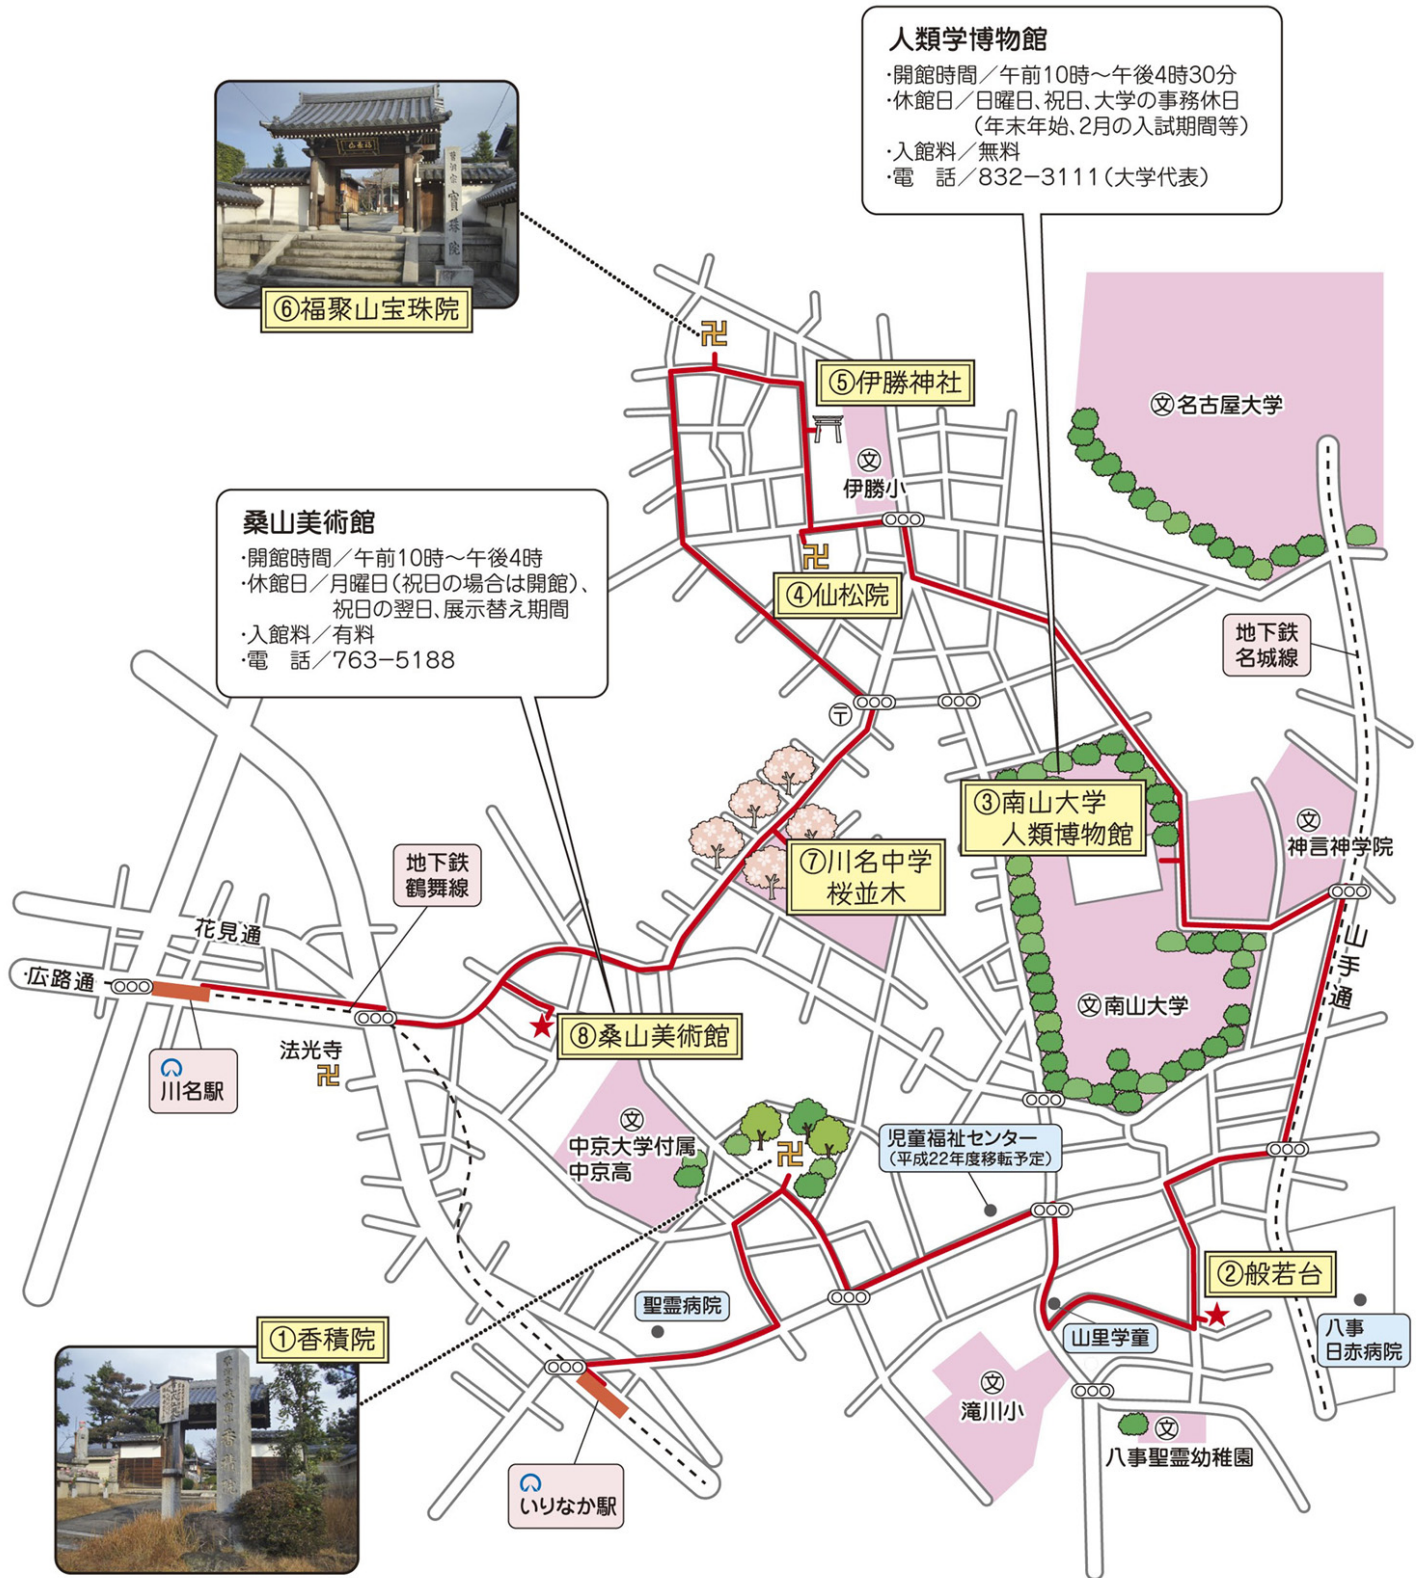 人類学博物館
・開館時間／午前10時～午後4時30分
・休館日／日曜日、祝日、大学の事務休日
（年末年始、2月の入試期間等）
・入館料／無料
・電　話／832－3111（大学代表）
寶珠院
⑥福聚山宝珠院
⑤伊勝神社
文名古屋大学
文
伊勝小
桑山美術館
・開館時間／午前10時～午後4時
・休館日／月曜日（祝日の場合は開館）、
祝日の翌日、展示替え期間
・入館料／有料
・電　話／763－5188
④仙松院
地下鉄
名城線
〒
③南山大学
人類博物館
文
神言神学院
⑦川名中学
桜並木
地下鉄
鶴舞線
花見通
広路通
山手通
文南山大学
⑧桑山美術館
法光寺
川名駅
文
中京大学付属
中京高
児童福祉センター
（平成22年度移転予定）
②般若台
聖霊病院
山里学童
八事
日赤病院
①香積院
文
滝川小
文
八事聖霊幼稚園
いりなか駅